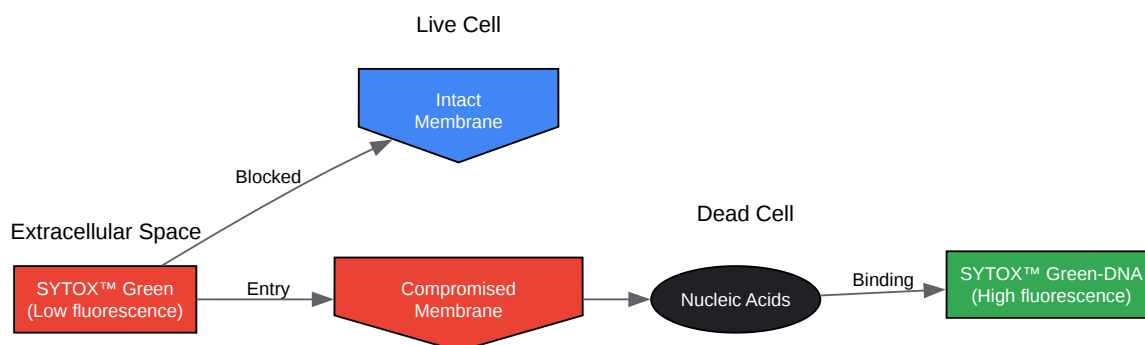 Live Cell
Intact
Membrane
Blocked
Dead Cell
Extracellular Space
SYTOX™ Green
(Low fluorescence)
Entry
Compromised
Membrane
Nucleic Acids
Binding
SYTOX™ Green-DNA
(High fluorescence)